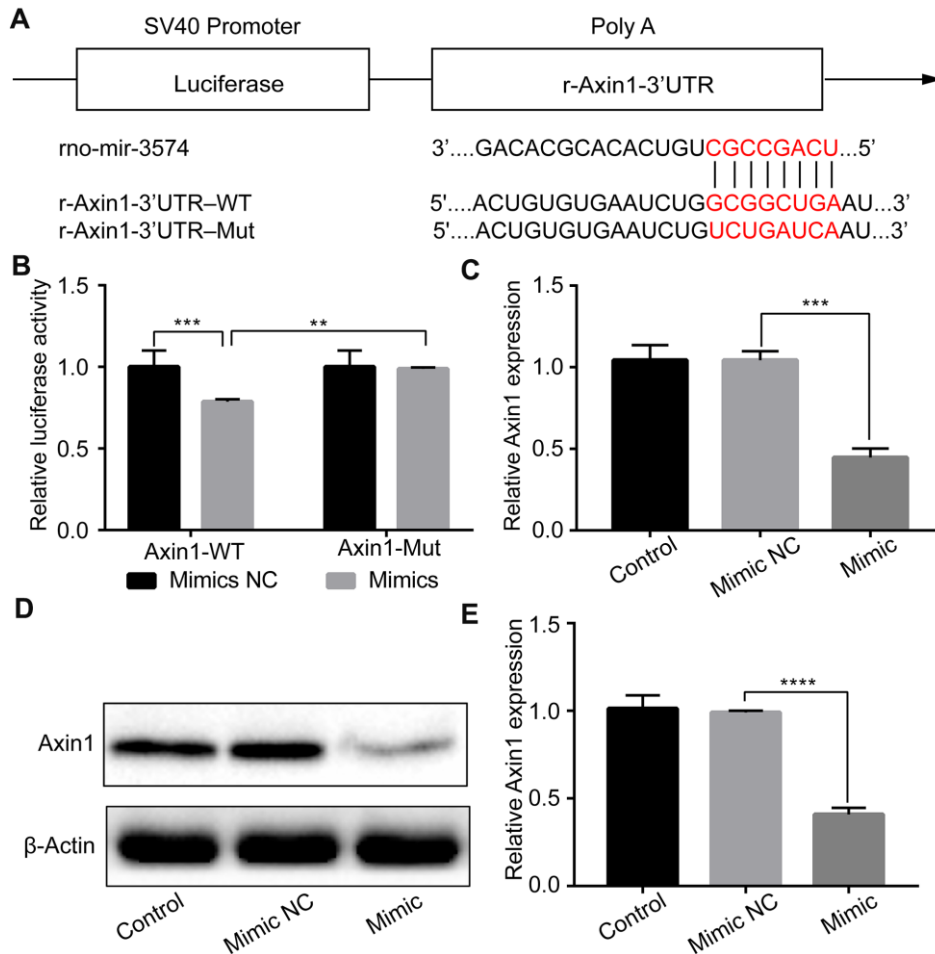 A
SV40 Promoter Poly A
Luciferase r-Axin1-3'UTR
rno-mir-3574 3'....GACACGCACACUGUCGCCGACU...5'
r-Axin1-3'UTR–WT 5'....ACUGUGUGAAUCUGGCGGCUGAAU...3'
r-Axin1-3'UTR–Mut 5'....ACUGUGUGAAUCUGUCUGAUCAAU...3'
B
Relative luciferase activity
1.5
1.0
0.5
0.0
***
**
Axin1-WT Axin1-Mut
Mimics NC Mimics
C
Relative Axin1 expression
1.5
1.0
0.5
0.0
***
Control Mimic NC Mimic
D
Axin1
β-Actin
Control Mimic NC Mimic
E
Relative Axin1 expression
1.5
1.0
0.5
0.0
****
Control Mimic NC Mimic